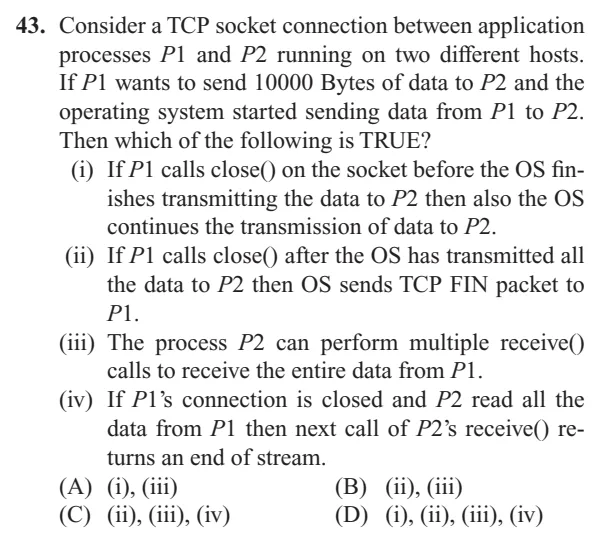 43. Consider a TCP socket connection between application
processes P1 and P2 running on two different hosts.
If P1 wants to send 10000 Bytes of data to P2 and the
operating system started sending data from P1 to P2.
Then which of the following is TRUE?
(i) If P1 calls close() on the socket before the OS fin-
ishes transmitting the data to P2 then also the OS
continues the transmission of data to P2.
(ii) If P1 calls close() after the OS has transmitted all
the data to P2 then OS sends TCP FIN packet to
P1.
(iii) The process P2 can perform multiple receive()
calls to receive the entire data from P1.
(iv) If P1's connection is closed and P2 read all the
data from P1 then next call of P2's receive() re-
turns an end of stream.
(A) (i), (iii) (B) (ii), (iii)
(C) (ii), (iii), (iv) (D) (i), (ii), (iii), (iv)